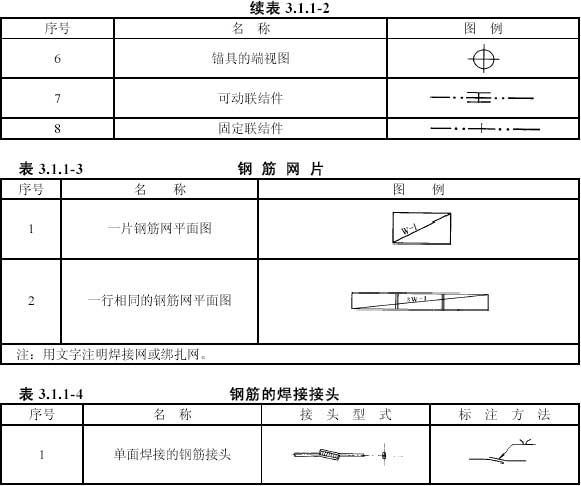 续表 3.1.1-2
序号 名 称 图 例
6 锚具的端视图
7 可动联结件
8 固定联结件
表 3.1.1-3 钢 筋 网 片
序号 名 称 图 例
1 一片钢筋网平面图 W-1
2 一行相同的钢筋网平面图 3W-1
注：用文字注明焊接网或绑扎网。
表 3.1.1-4 钢筋的焊接接头
序号 名 称 接 头 型 式 标 注 方 法
1 单面焊接的钢筋接头